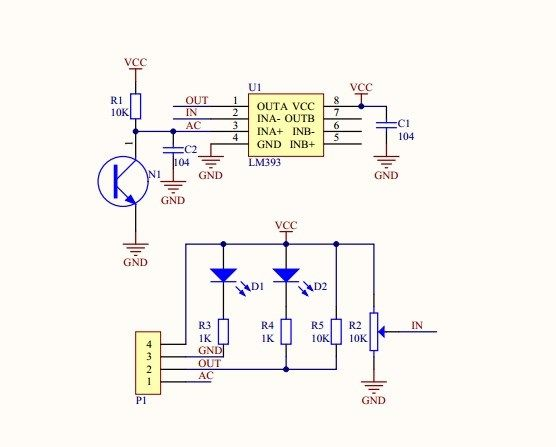 VCC
R1
10K
1
N1
GND
AC
C2
104
GND
U1
OUT 1 OUTA VCC 8
IN 2 INA- OUTB 7
3 INA+ INB- 6
4 GND INB+ 5
LM393
GND
VCC
C1
104
GND
VCC
D1
D2
R3
1K
R4
1K
R5
10K
R2
10K
IN
GND
4
3 GND
2 OUT
1 AC
P1